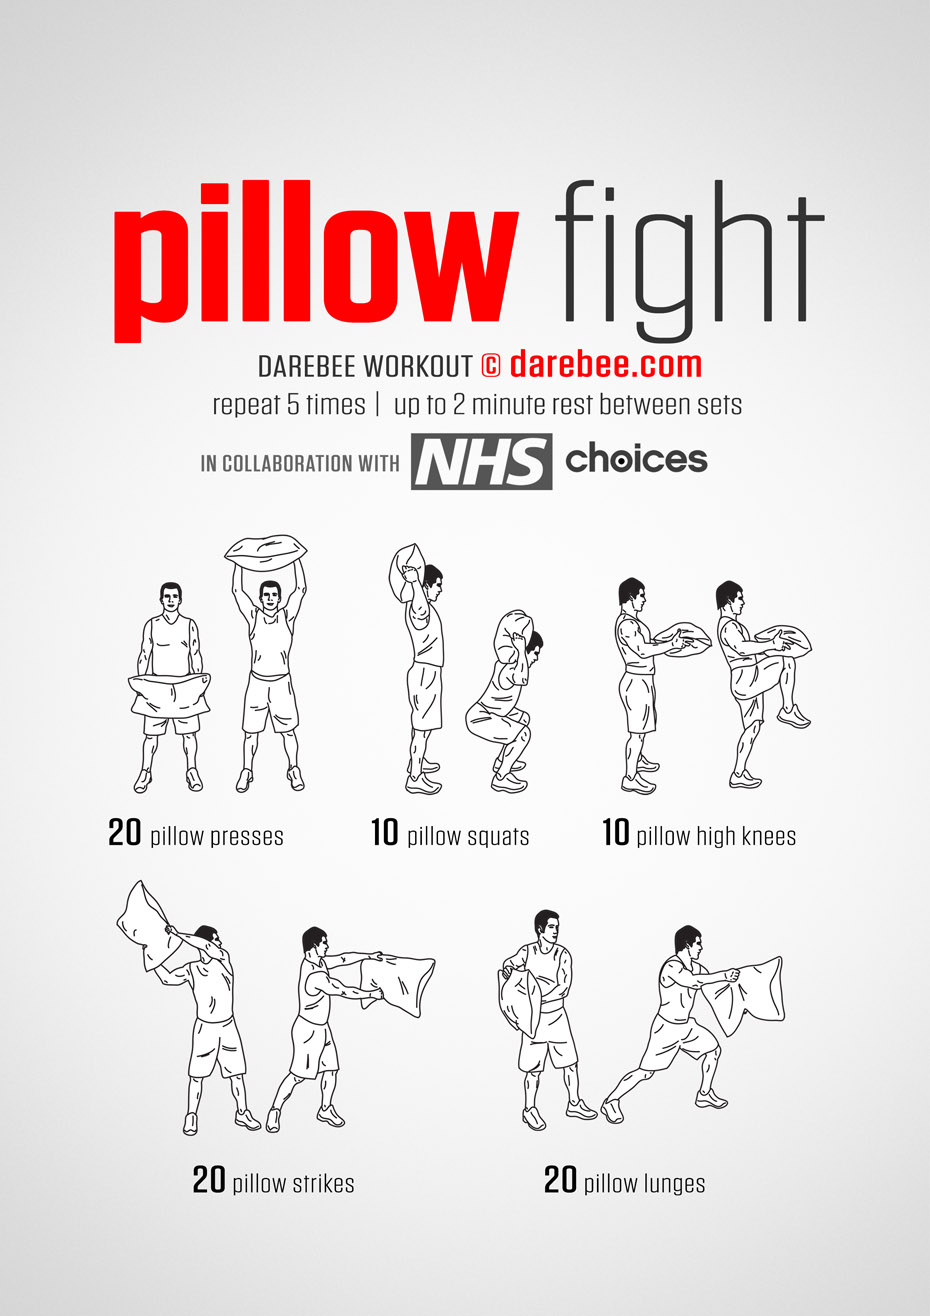 pillow fight
DAREBEE WORKOUT © darebee.com
repeat 5 times | up to 2 minute rest between sets
IN COLLABORATION WITH NHS choices
20 pillow presses
10 pillow squats
10 pillow high knees
20 pillow strikes
20 pillow lunges